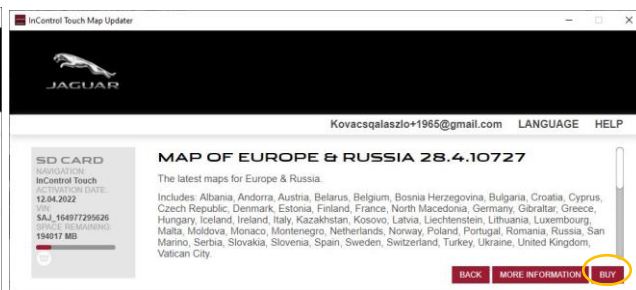 InControl Touch Map Updater
JAGUAR
Kovacsqalaszlo+1965@gmail.com LANGUAGE HELP
SD CARD
NAVIGATION:
InControl Touch
ACTIVATION DATE:
12.04.2022
VIN:
SAJ_164977295626
SPACE REMAINING:
194017 MB
MAP OF EUROPE & RUSSIA 28.4.10727
The latest maps for Europe & Russia.
Includes: Albania, Andorra, Austria, Belarus, Belgium, Bosnia Herzegovina, Bulgaria, Croatia, Cyprus,
Czech Republic, Denmark, Estonia, Finland, France, North Macedonia, Germany, Gibraltar, Greece,
Hungary, Iceland, Ireland, Italy, Kazakhstan, Kosovo, Latvia, Liechtenstein, Lithuania, Luxembourg,
Malta, Moldova, Monaco, Montenegro, Netherlands, Norway, Poland, Portugal, Romania, Russia, San
Marino, Serbia, Slovakia, Slovenia, Spain, Sweden, Switzerland, Turkey, Ukraine, United Kingdom,
Vatican City.
BACK MORE INFORMATION BUY